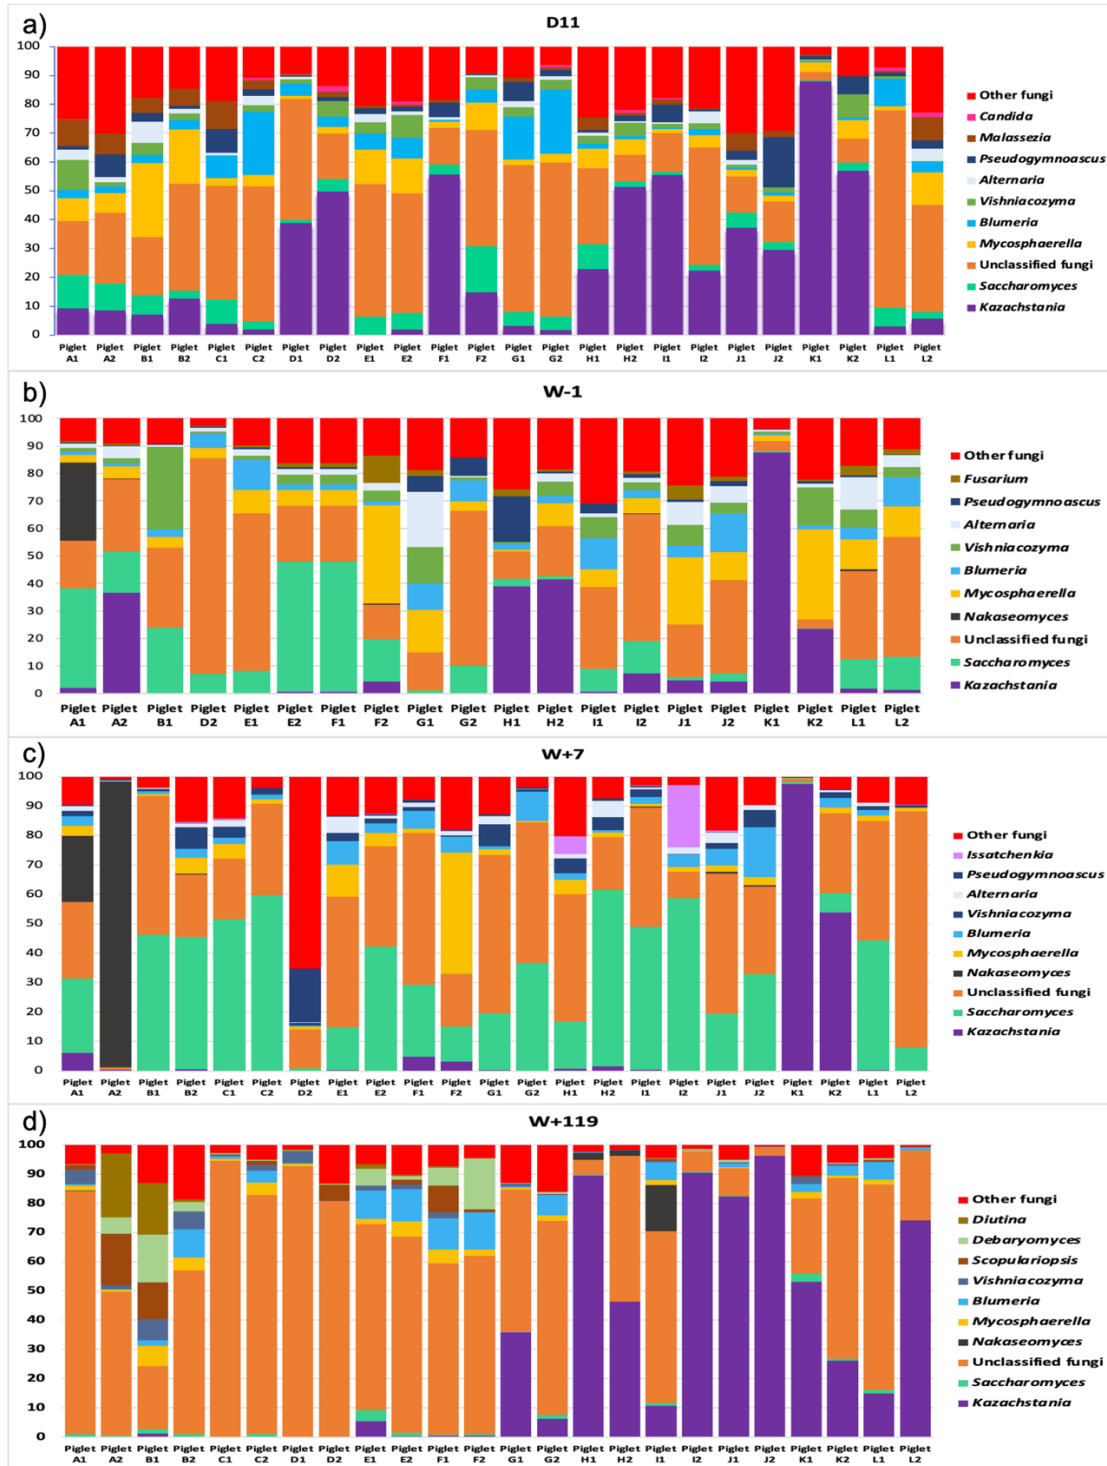 a)
D11
100
90
80
70
60
50
40
30
20
10
0
Piglet Piglet Piglet Piglet Piglet Piglet Piglet Piglet Piglet Piglet Piglet Piglet Piglet Piglet Piglet Piglet Piglet Piglet Piglet Piglet Piglet Piglet Piglet Piglet
A1 A2 B1 B2 C1 C2 D1 D2 E1 E2 F1 F2 G1 G2 H1 H2 I1 I2 J1 J2 K1 K2 L1 L2
Other fungi
Candida
Malassezia
Pseudogymnoascus
Alternaria
Vishniacozyma
Blumeria
Mycosphaerella
Unclassified fungi
Saccharomyces
Kazachstania
b)
W-1
100
90
80
70
60
50
40
30
20
10
0
Piglet Piglet Piglet Piglet Piglet Piglet Piglet Piglet Piglet Piglet Piglet Piglet Piglet Piglet Piglet Piglet Piglet Piglet Piglet Piglet
A1 A2 B1 D2 E1 E2 F1 F2 G1 G2 H1 H2 I1 I2 J1 J2 K1 K2 L1 L2
Other fungi
Fusarium
Pseudogymnoascus
Alternaria
Vishniacozyma
Blumeria
Mycosphaerella
Nakaseomyces
Unclassified fungi
Saccharomyces
Kazachstania
c)
W+7
100
90
80
70
60
50
40
30
20
10
0
Piglet Piglet Piglet Piglet Piglet Piglet Piglet Piglet Piglet Piglet Piglet Piglet Piglet Piglet Piglet Piglet Piglet Piglet Piglet Piglet Piglet Piglet Piglet
A1 A2 B1 B2 C1 C2 D2 E1 E2 F1 F2 G1 G2 H1 H2 I1 I2 J1 J2 K1 K2 L1 L2
Other fungi
Issatchenkia
Pseudogymnoascus
Alternaria
Vishniacozyma
Blumeria
Mycosphaerella
Nakaseomyces
Unclassified fungi
Saccharomyces
Kazachstania
d)
W+119
100
90
80
70
60
50
40
30
20
10
0
Piglet Piglet Piglet Piglet Piglet Piglet Piglet Piglet Piglet Piglet Piglet Piglet Piglet Piglet Piglet Piglet Piglet Piglet Piglet Piglet Piglet Piglet Piglet Piglet
A1 A2 B1 B2 C1 C2 D1 D2 E1 E2 F1 F2 G1 G2 H1 H2 I1 I2 J1 J2 K1 K2 L1 L2
Other fungi
Diutina
Debaryomyces
Scopulariopsis
Vishniacozyma
Blumeria
Mycosphaerella
Nakaseomyces
Unclassified fungi
Saccharomyces
Kazachstania